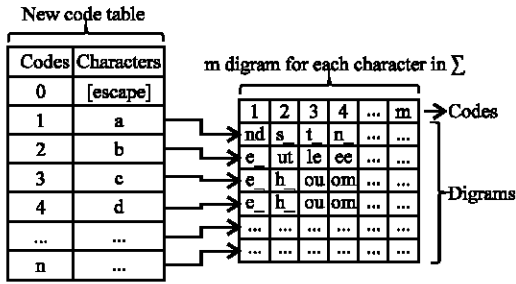 New code table
Codes Characters
0 [escape]
1 a
2 b
3 c
4 d
... ...
n ...
m digram for each character in ∑
1 2 3 4 ... m Codes
nd s_ t_ n_ ... ...
e_ ut le ee ... ...
e_ h_ ou om ... ...
e_ h_ ou om ... ...
... ... ... ... ... ...
... ... ... ... ... ...
Digrams